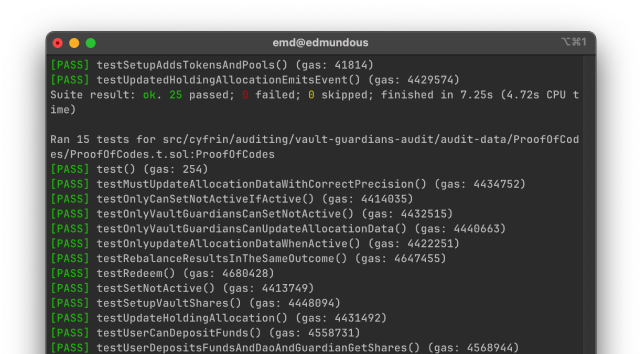 emd@edmundous
⌥⌘1
[PASS] testSetupAddsTokensAndPools() (gas: 41814)
[PASS] testUpdatedHoldingAllocationEmitsEvent() (gas: 4429574)
Suite result: ok. 25 passed; 0 failed; 0 skipped; finished in 7.25s (4.72s CPU t
ime)
Ran 15 tests for src/cyfrin/auditing/vault-guardians-audit/audit-data/ProofOfCod
es/ProofOfCodes.t.sol:ProofOfCodes
[PASS] test() (gas: 254)
[PASS] testMustUpdateAllocationDataWithCorrectPrecision() (gas: 4434752)
[PASS] testOnlyCanSetNotActiveIfActive() (gas: 4414035)
[PASS] testOnlyVaultGuardiansCanSetNotActive() (gas: 4432515)
[PASS] testOnlyVaultGuardiansCanUpdateAllocationData() (gas: 4440663)
[PASS] testOnlyupdateAllocationDataWhenActive() (gas: 4422251)
[PASS] testRebalanceResultsInTheSameOutcome() (gas: 4647455)
[PASS] testRedeem() (gas: 4680428)
[PASS] testSetNotActive() (gas: 4413749)
[PASS] testSetupVaultShares() (gas: 4448094)
[PASS] testUpdateHoldingAllocation() (gas: 4431492)
[PASS] testUserCanDepositFunds() (gas: 4558731)
[PASS] testUserDepositsFundsAndDaoAndGuardianGetShares() (gas: 4568944)